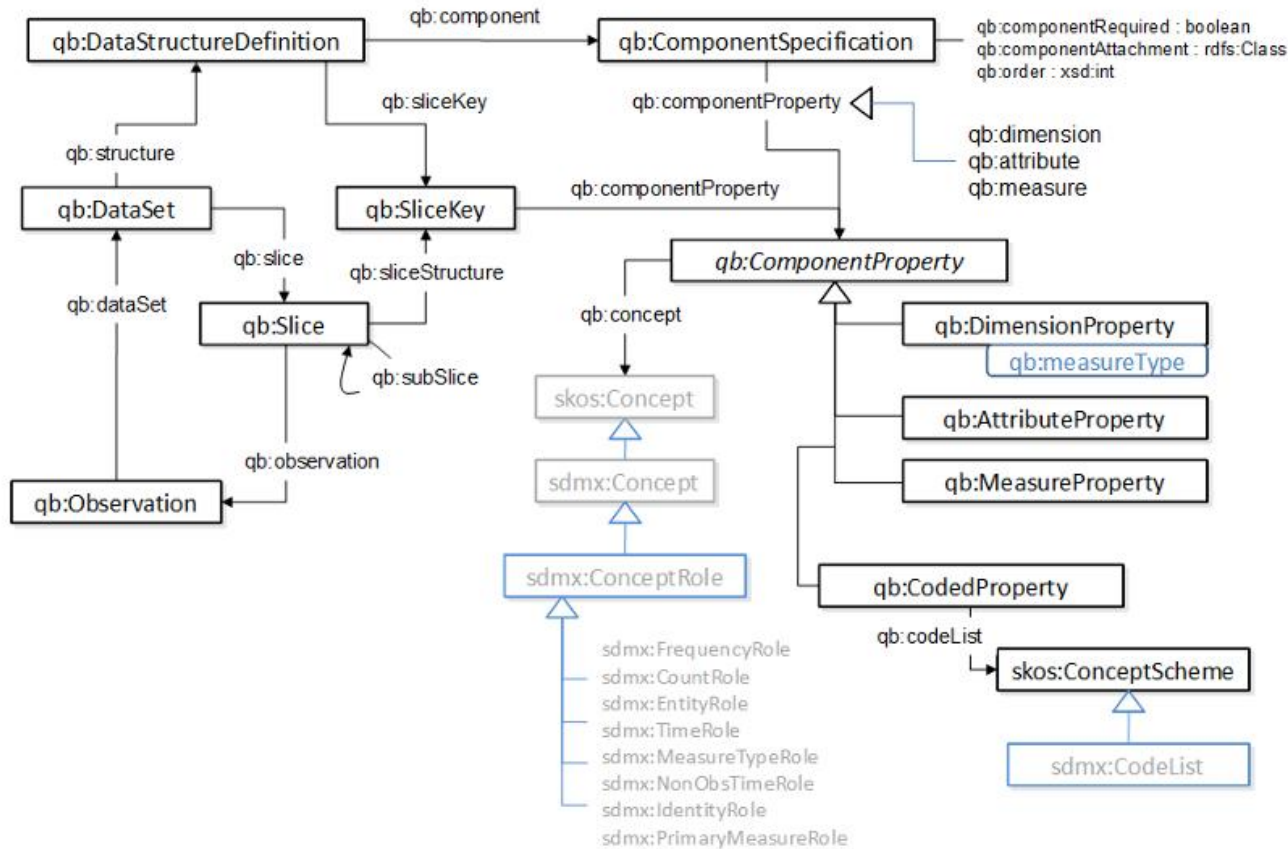 qb:component
qb:DataStructureDefinition
qb:ComponentSpecification
qb:componentRequired : boolean
qb:componentAttachment : rdfs:Class
qb:order : xsd:int
qb:sliceKey
qb:componentProperty
qb:dimension
qb:attribute
qb:measure
qb:structure
qb:componentProperty
qb:DataSet
qb:SliceKey
qb:slice
qb:sliceStructure
qb:ComponentProperty
qb:dataSet
qb:Slice
qb:concept
qb:DimensionProperty
qb:measureType
qb:subSlice
skos:Concept
qb:AttributeProperty
qb:observation
sdmx:Concept
qb:MeasureProperty
qb:Observation
sdmx:ConceptRole
qb:CodedProperty
qb:codeList
sdmx:FrequencyRole
sdmx:CountRole
sdmx:EntityRole
sdmx:TimeRole
sdmx:MeasureTypeRole
sdmx:NonObsTimeRole
sdmx:IdentityRole
sdmx:PrimaryMeasureRole
skos:ConceptScheme
sdmx:CodeList